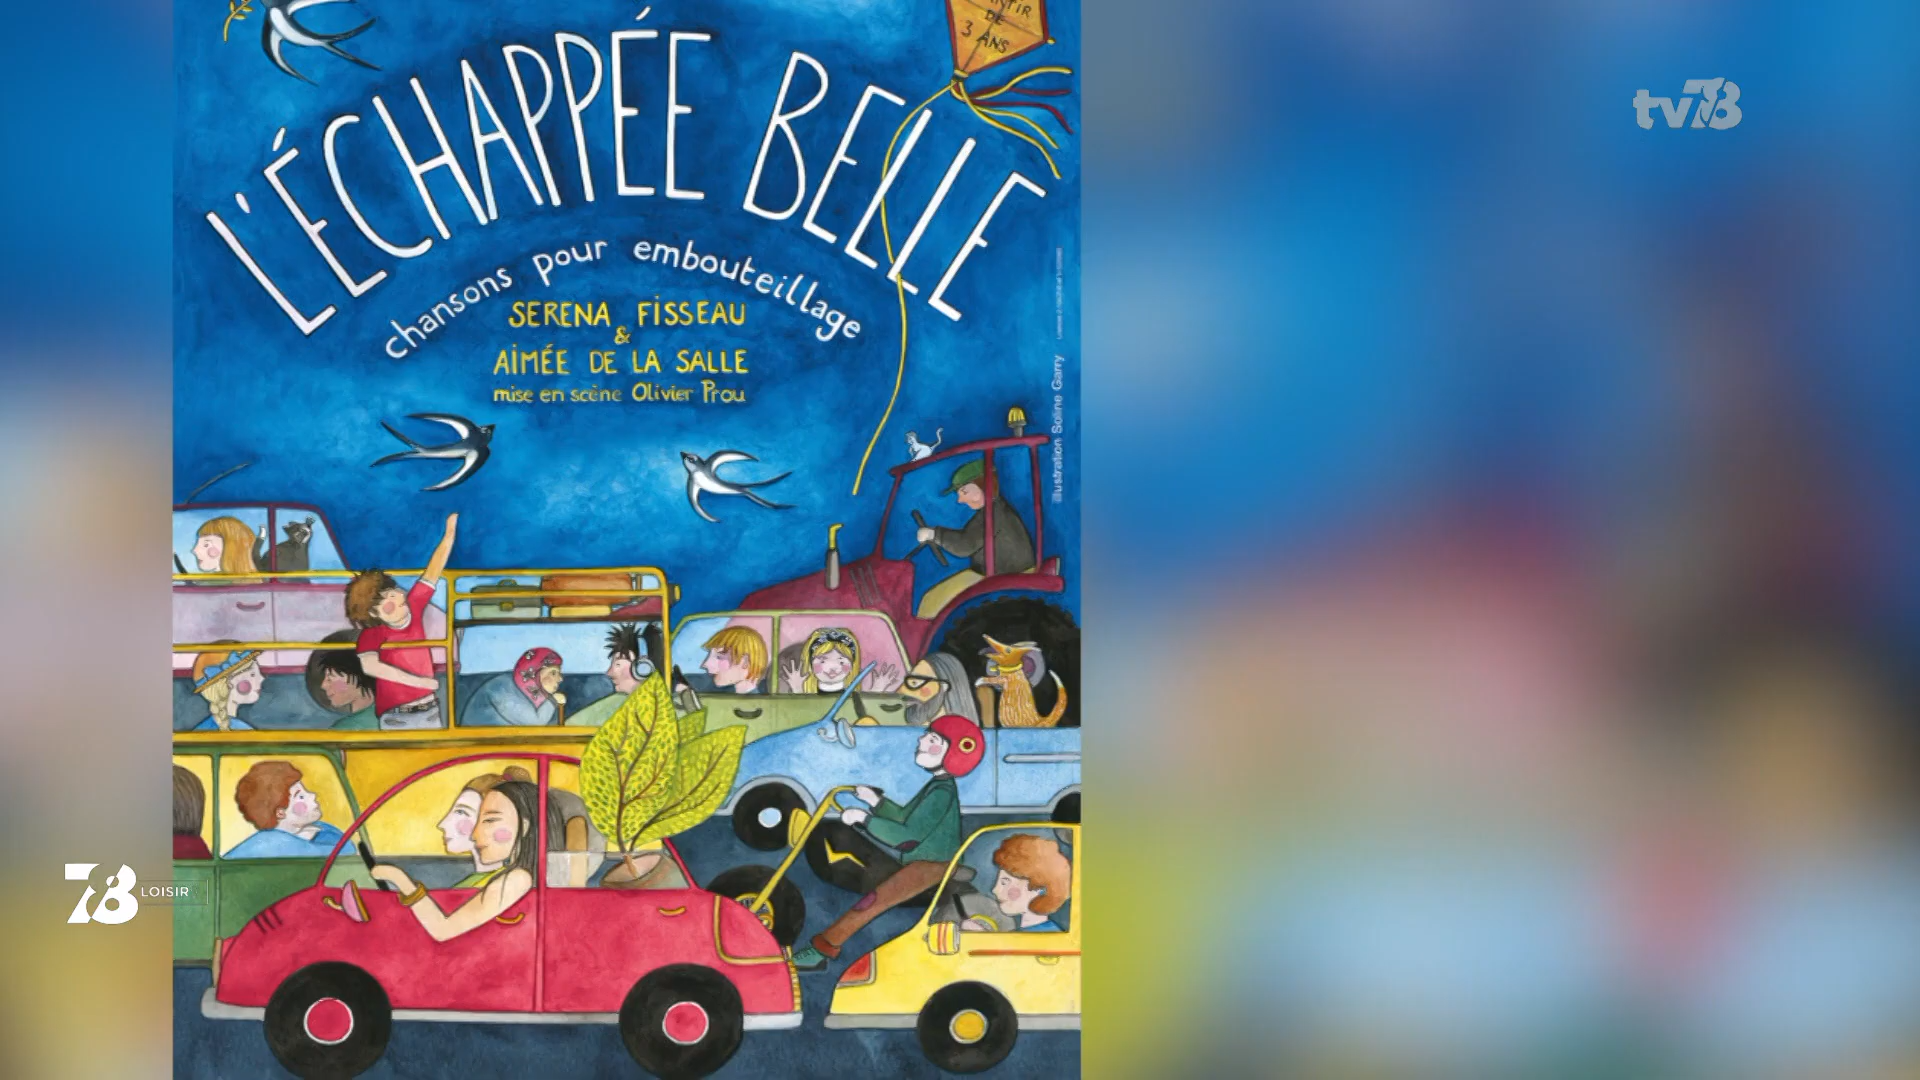 DE
3 ANS
L'ÉCHAPPÉE BELLE
chansons pour embouteillage
SERENA FISSEAU
&
AIMÉE DE LA SALLE
mise en scène Olivier Prou
illustration Soline Garry
tv78
78 LOISIR